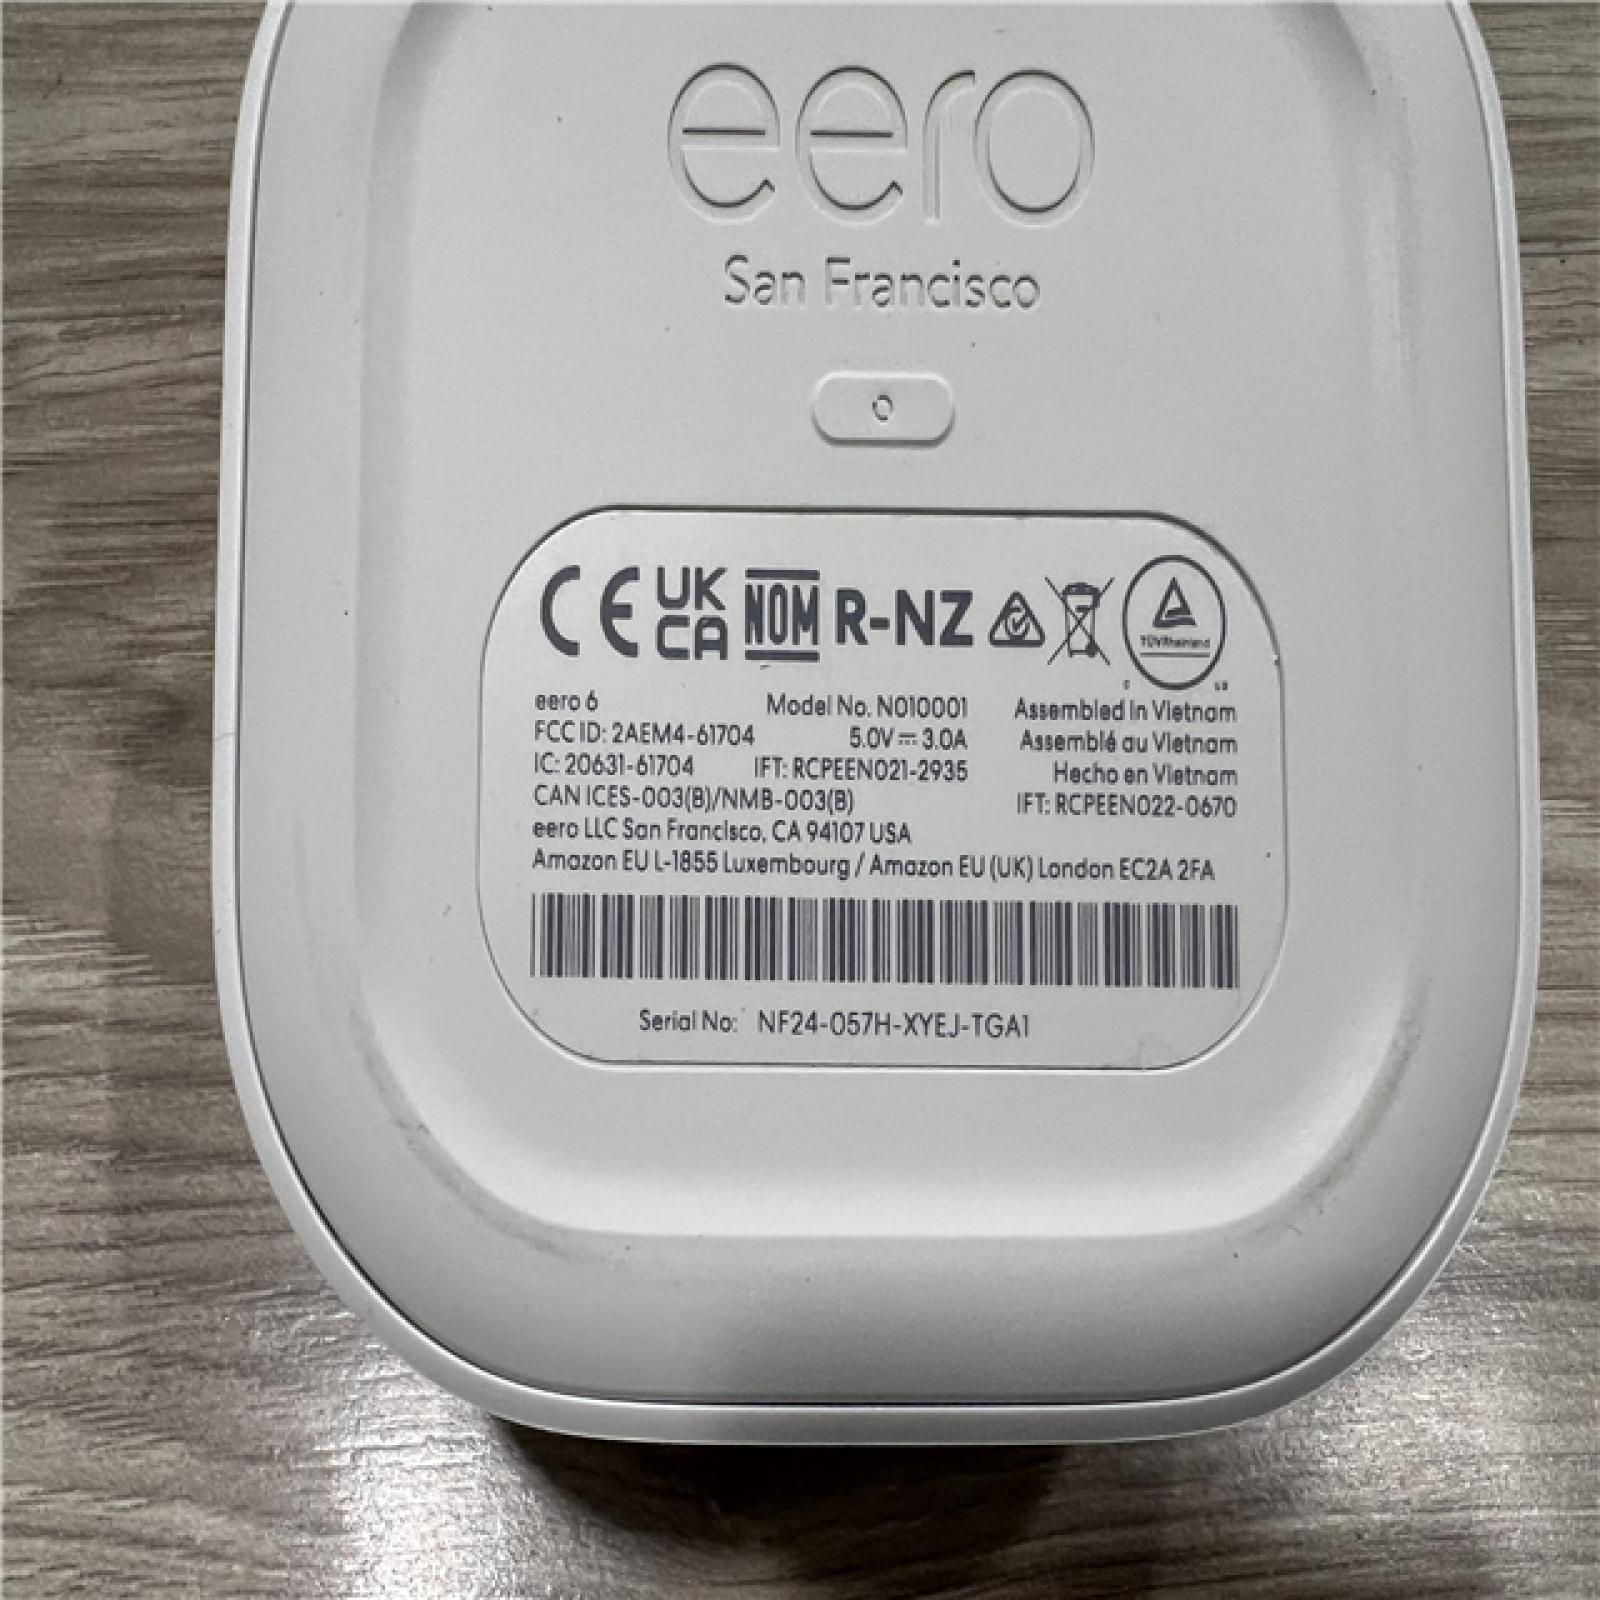 eero
San Francisco
CE UK CA NOM R-NZ TÜVRheinland
c us
eero 6 Model No. N010001 Assembled in Vietnam
FCC ID: 2AEM4-61704 5.0V⎓3.0A Assemblé au Vietnam
IC: 20631-61704 IFT: RCPEEN021-2935 Hecho en Vietnam
CAN ICES-003(B)/NMB-003(B) IFT: RCPEEN022-0670
eero LLC San Francisco, CA 94107 USA
Amazon EU L-1855 Luxembourg / Amazon EU (UK) London EC2A 2FA
Serial No: NF24-057H-XYEJ-TGA1